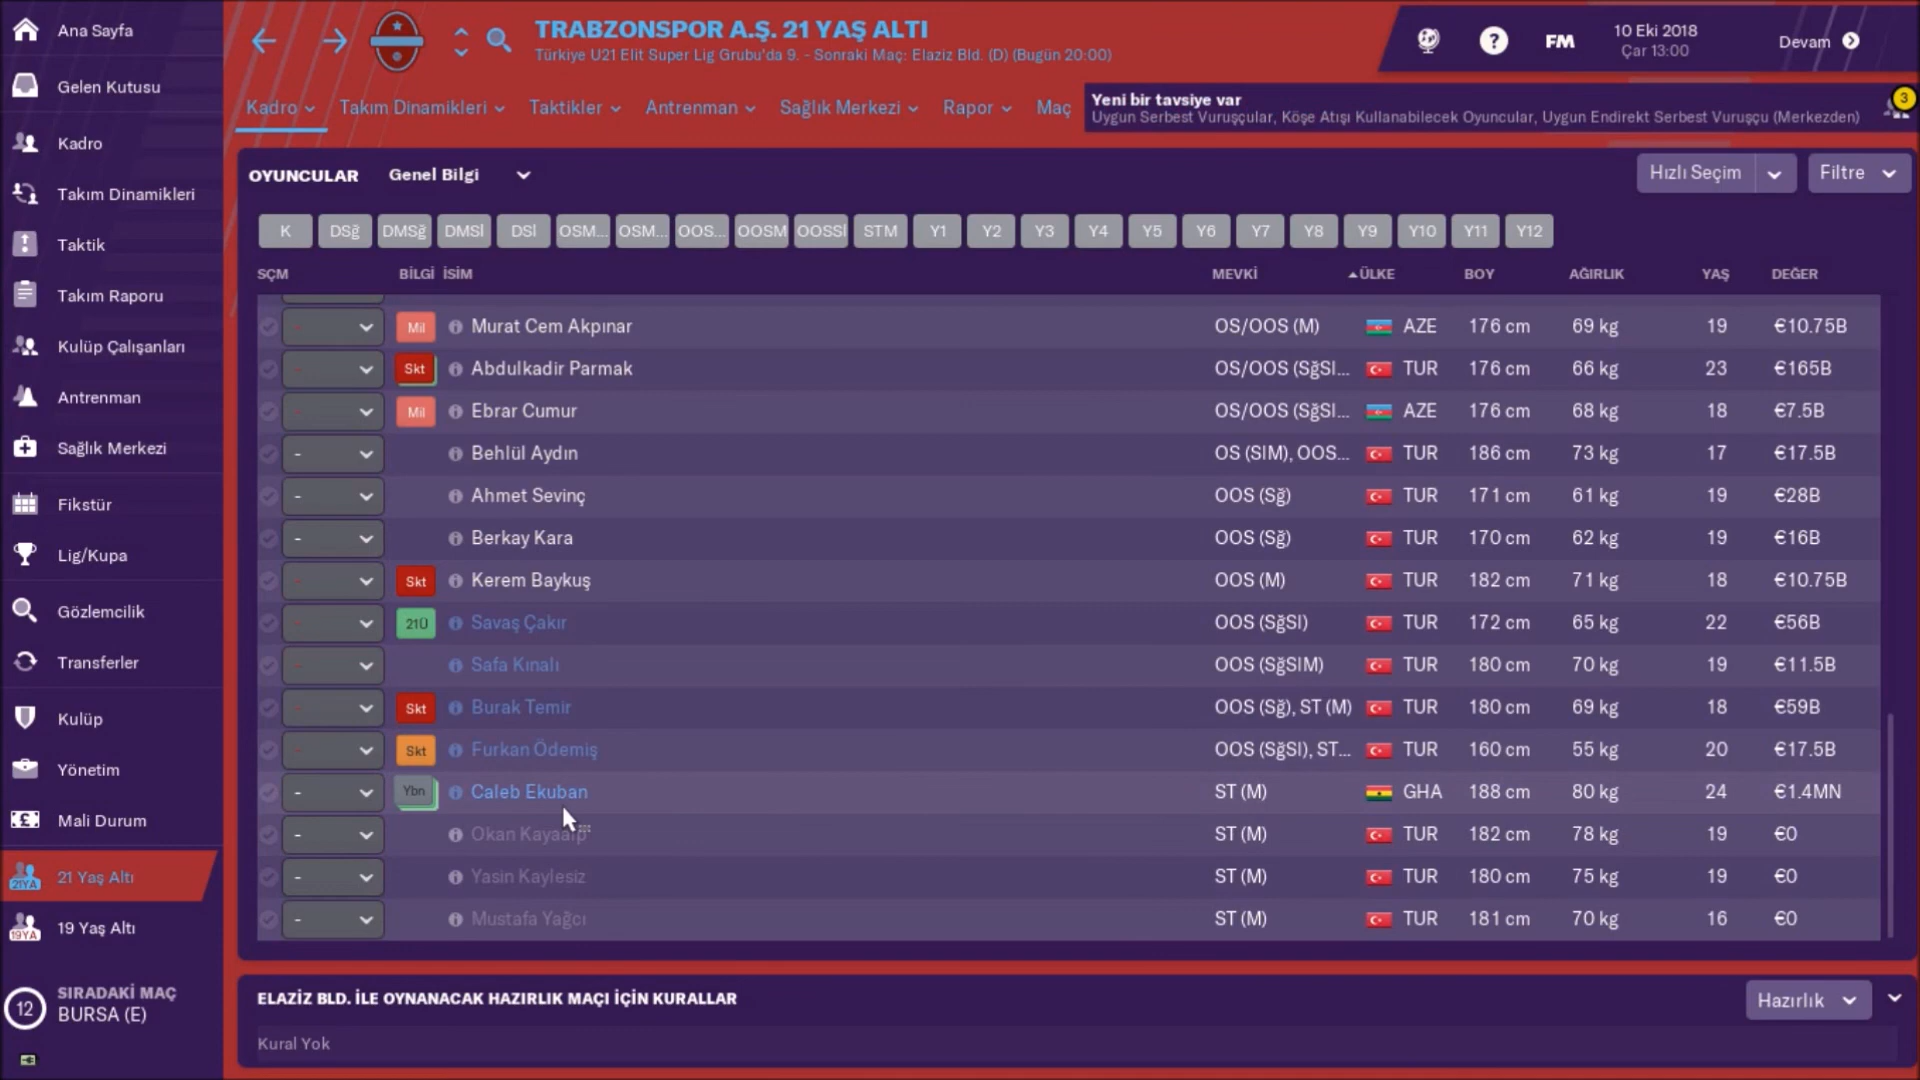 Ana Sayfa
Gelen Kutusu
Kadro
Takım Dinamikleri
Taktik
Takım Raporu
Kulüp Çalışanları
Antrenman
Sağlık Merkezi
Fikstür
Lig/Kupa
Gözlemcilik
Transferler
Kulüp
Yönetim
Mali Durum
21YA 21 Yaş Altı
19YA 19 Yaş Altı
12 SIRADAKİ MAÇ
BURSA (E)
TRABZONSPOR A.Ş. 21 YAŞ ALTI
Türkiye U21 Elit Super Lig Grubu'da 9. - Sonraki Maç: Elaziz Bld. (D) (Bugün 20:00)
? FM 10 Eki 2018 Devam
Çar 13:00
Kadro Takım Dinamikleri Taktikler Antrenman Sağlık Merkezi Rapor Maç
Yeni bir tavsiye var 3
Uygun Serbest Vuruşçular, Köşe Atışı Kullanabilecek Oyuncular, Uygun Endirekt Serbest Vuruşçu (Merkezden)
OYUNCULAR Genel Bilgi Hızlı Seçim Filtre
K DSğ DMSğ DMSl DSl OSM... OSM... OOS... OOSM OOSSl STM Y1 Y2 Y3 Y4 Y5 Y6 Y7 Y8 Y9 Y10 Y11 Y12
SÇM BİLGİ İSİM MEVKİ ÜLKE BOY AĞIRLIK YAŞ DEĞER
- Mil Murat Cem Akpınar OS/OOS (M) AZE 176 cm 69 kg 19 €10.75B
- Skt Abdulkadir Parmak OS/OOS (SğSl... TUR 176 cm 66 kg 23 €165B
- Mil Ebrar Cumur OS/OOS (SğSl... AZE 176 cm 68 kg 18 €7.5B
- Behlül Aydın OS (SlM), OOS... TUR 186 cm 73 kg 17 €17.5B
- Ahmet Sevinç OOS (Sğ) TUR 171 cm 61 kg 19 €28B
- Berkay Kara OOS (Sğ) TUR 170 cm 62 kg 19 €16B
- Skt Kerem Baykuş OOS (M) TUR 182 cm 71 kg 18 €10.75B
- 21Ü Savaş Çakır OOS (SğSl) TUR 172 cm 65 kg 22 €56B
- Safa Kınalı OOS (SğSlM) TUR 180 cm 70 kg 19 €11.5B
- Skt Burak Temir OOS (Sğ), ST (M) TUR 180 cm 69 kg 18 €59B
- Skt Furkan Ödemiş OOS (SğSl), ST... TUR 160 cm 55 kg 20 €17.5B
- Ybn Caleb Ekuban ST (M) GHA 188 cm 80 kg 24 €1.4MN
- Okan Kayaalp ST (M) TUR 182 cm 78 kg 19 €0
- Yasin Kaylesiz ST (M) TUR 180 cm 75 kg 19 €0
- Mustafa Yağcı ST (M) TUR 181 cm 70 kg 16 €0
ELAZİZ BLD. İLE OYNANACAK HAZIRLIK MAÇI İÇİN KURALLAR Hazırlık
Kural Yok